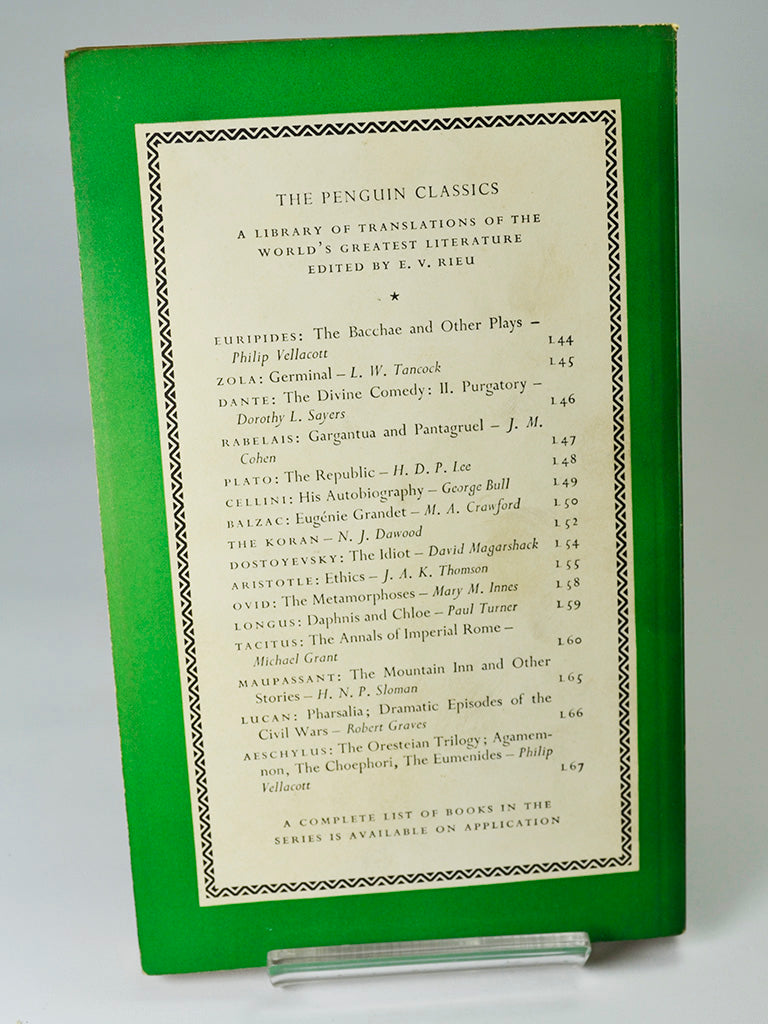 THE PENGUIN CLASSICS
A LIBRARY OF TRANSLATIONS OF THE
WORLD'S GREATEST LITERATURE
EDITED BY E. V. RIEU
★
EURIPIDES: The Bacchae and Other Plays –
Philip Vellacott L44
ZOLA: Germinal – L. W. Tancock L45
DANTE: The Divine Comedy: II. Purgatory –
Dorothy L. Sayers L46
RABELAIS: Gargantua and Pantagruel – J. M.
Cohen L47
PLATO: The Republic – H. D. P. Lee L48
CELLINI: His Autobiography – George Bull L49
BALZAC: Eugénie Grandet – M. A. Crawford L50
THE KORAN – N. J. Dawood L52
DOSTOYEVSKY: The Idiot – David Magarshack L54
ARISTOTLE: Ethics – J. A. K. Thomson L55
OVID: The Metamorphoses – Mary M. Innes L58
LONGUS: Daphnis and Chloe – Paul Turner L59
TACITUS: The Annals of Imperial Rome –
Michael Grant L60
MAUPASSANT: The Mountain Inn and Other
Stories – H. N. P. Sloman L65
LUCAN: Pharsalia; Dramatic Episodes of the
Civil Wars – Robert Graves L66
AESCHYLUS: The Oresteian Trilogy; Agamem-
non, The Choephori, The Eumenides – Philip
Vellacott L67
A COMPLETE LIST OF BOOKS IN THE
SERIES IS AVAILABLE ON APPLICATION